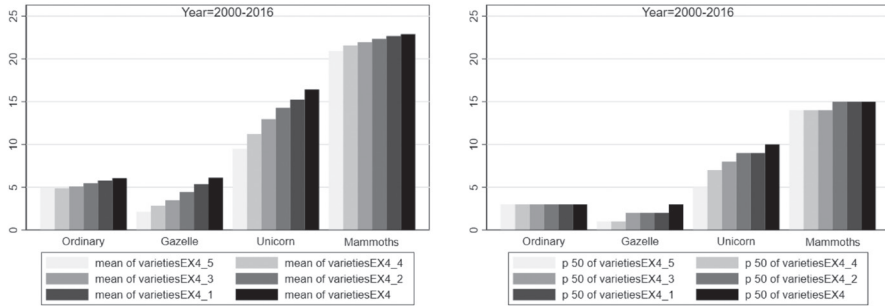 Year=2000-2016
25
20
15
10
5
0
Ordinary Gazelle Unicorn Mammoths
mean of varietiesEX4_5 mean of varietiesEX4_4
mean of varietiesEX4_3 mean of varietiesEX4_2
mean of varietiesEX4_1 mean of varietiesEX4
Year=2000-2016
25
20
15
10
5
0
Ordinary Gazelle Unicorn Mammoths
p 50 of varietiesEX4_5 p 50 of varietiesEX4_4
p 50 of varietiesEX4_3 p 50 of varietiesEX4_2
p 50 of varietiesEX4_1 p 50 of varietiesEX4